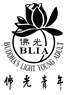 佛光
BLIA
BUDDHA'S LIGHT YOUNG ADULT
佛光青年